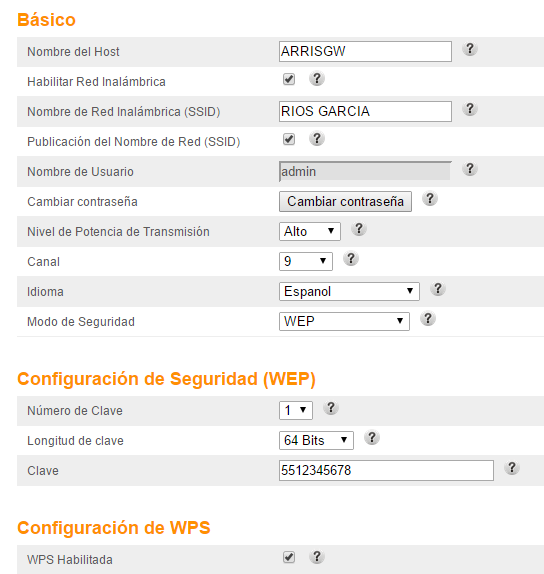 Básico
Nombre del Host ARRISGW ?
Habilitar Red Inalámbrica ?
Nombre de Red Inalámbrica (SSID) RIOS GARCIA ?
Publicación del Nombre de Red (SSID) ?
Nombre de Usuario admin ?
Cambiar contraseña Cambiar contraseña ?
Nivel de Potencia de Transmisión Alto ?
Canal 9 ?
Idioma Espanol ?
Modo de Seguridad WEP ?
Configuración de Seguridad (WEP)
Número de Clave 1 ?
Longitud de clave 64 Bits ?
Clave 5512345678 ?
Configuración de WPS
WPS Habilitada ?